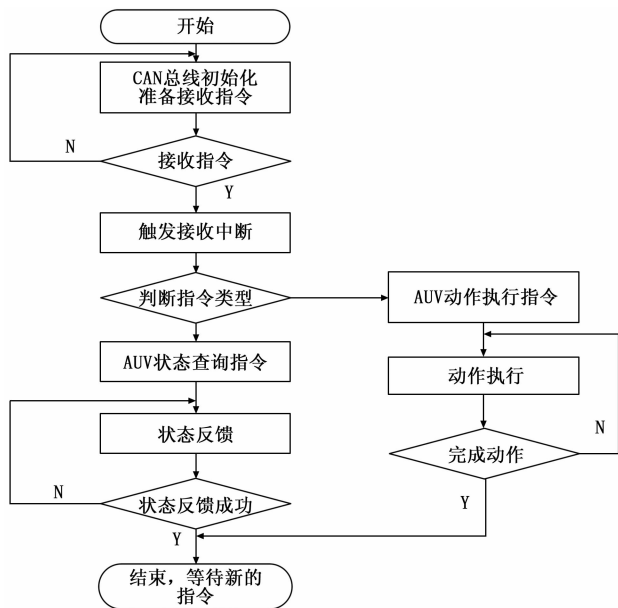 开始
CAN总线初始化
准备接收指令
N
接收指令
Y
触发接收中断
判断指令类型
AUV动作执行指令
AUV状态查询指令
动作执行
状态反馈
完成动作
N
N
状态反馈成功
Y
Y
结束，等待新的
指令